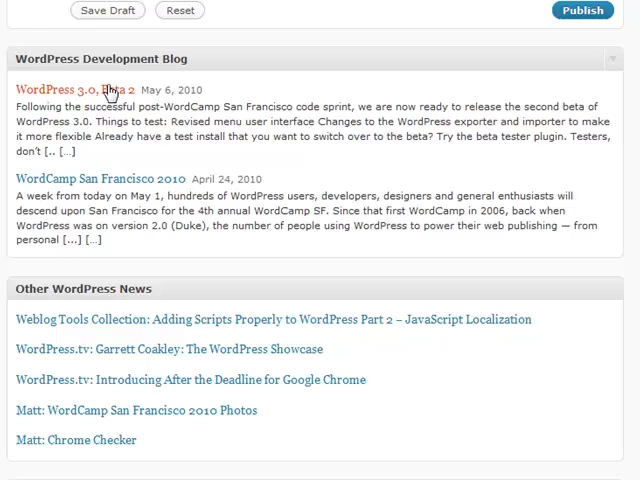 Save Draft Reset Publish
WordPress Development Blog
WordPress 3.0, Beta 2 May 6, 2010
Following the successful post-WordCamp San Francisco code sprint, we are now ready to release the second beta of
WordPress 3.0. Things to test: Revised menu user interface Changes to the WordPress exporter and importer to make
it more flexible Already have a test install that you want to switch over to the beta? Try the beta tester plugin. Testers,
don't [.. […]
WordCamp San Francisco 2010 April 24, 2010
A week from today on May 1, hundreds of WordPress users, developers, designers and general enthusiasts will
descend upon San Francisco for the 4th annual WordCamp SF. Since that first WordCamp in 2006, back when
WordPress was on version 2.0 (Duke), the number of people using WordPress to power their web publishing — from
personal [...] […]
Other WordPress News
Weblog Tools Collection: Adding Scripts Properly to WordPress Part 2 – JavaScript Localization
WordPress.tv: Garrett Coakley: The WordPress Showcase
WordPress.tv: Introducing After the Deadline for Google Chrome
Matt: WordCamp San Francisco 2010 Photos
Matt: Chrome Checker